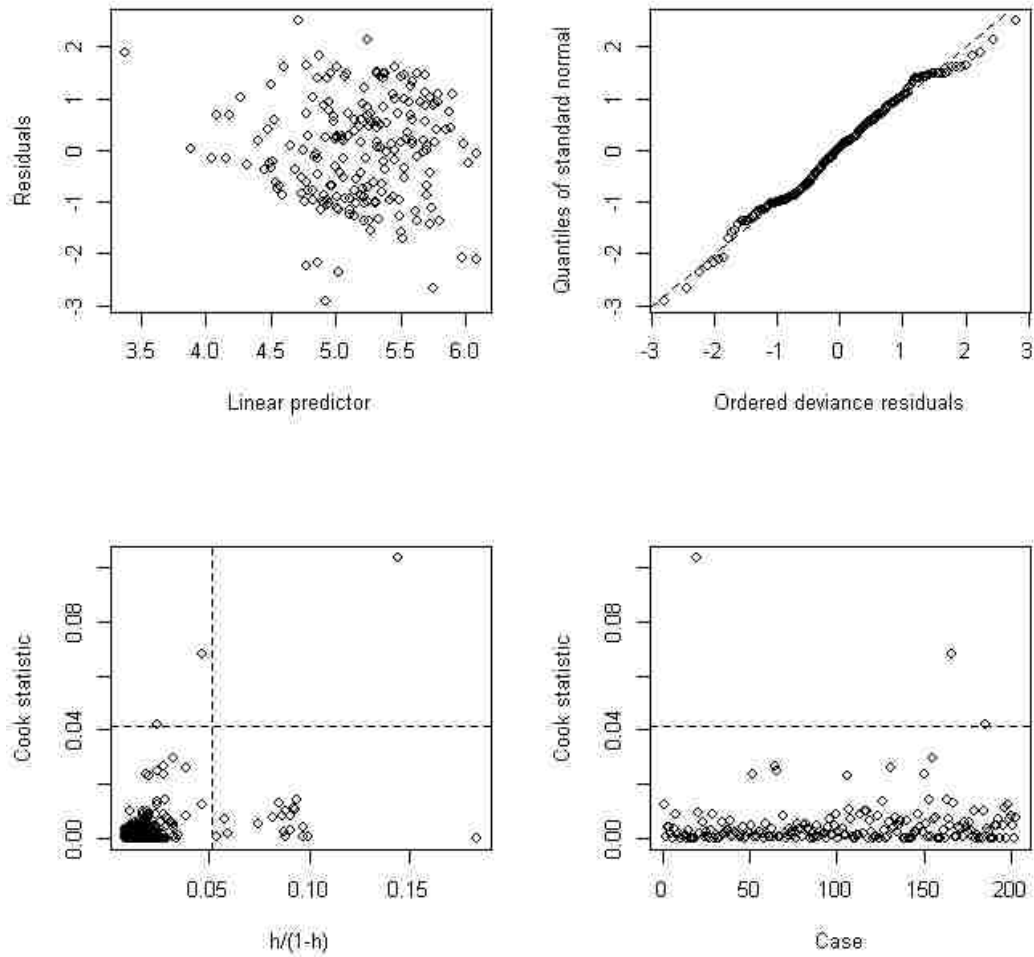 2
1
0
-1
-2
-3
Residuals
3.5 4.0 4.5 5.0 5.5 6.0
Linear predictor
2
1
0
-1
-2
-3
Quantiles of standard normal
-3 -2 -1 0 1 2 3
Ordered deviance residuals
0.08
0.04
0.00
Cook statistic
0.05 0.10 0.15
h/(1-h)
0.08
0.04
0.00
Cook statistic
0 50 100 150 200
Case